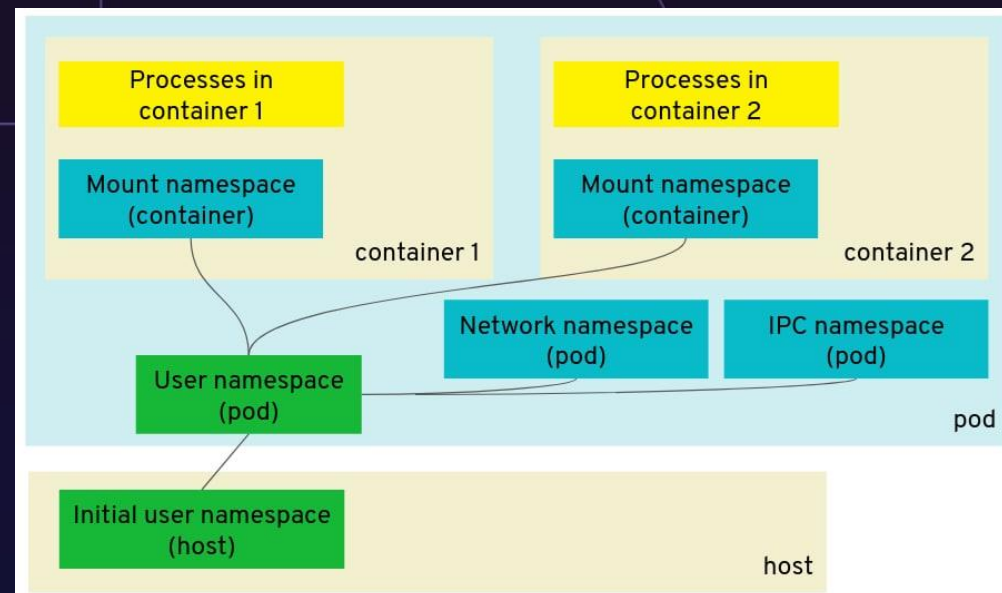 Processes in
container 1
Mount namespace
(container)
container 1
Processes in
container 2
Mount namespace
(container)
container 2
Network namespace
(pod)
IPC namespace
(pod)
User namespace
(pod)
pod
Initial user namespace
(host)
host